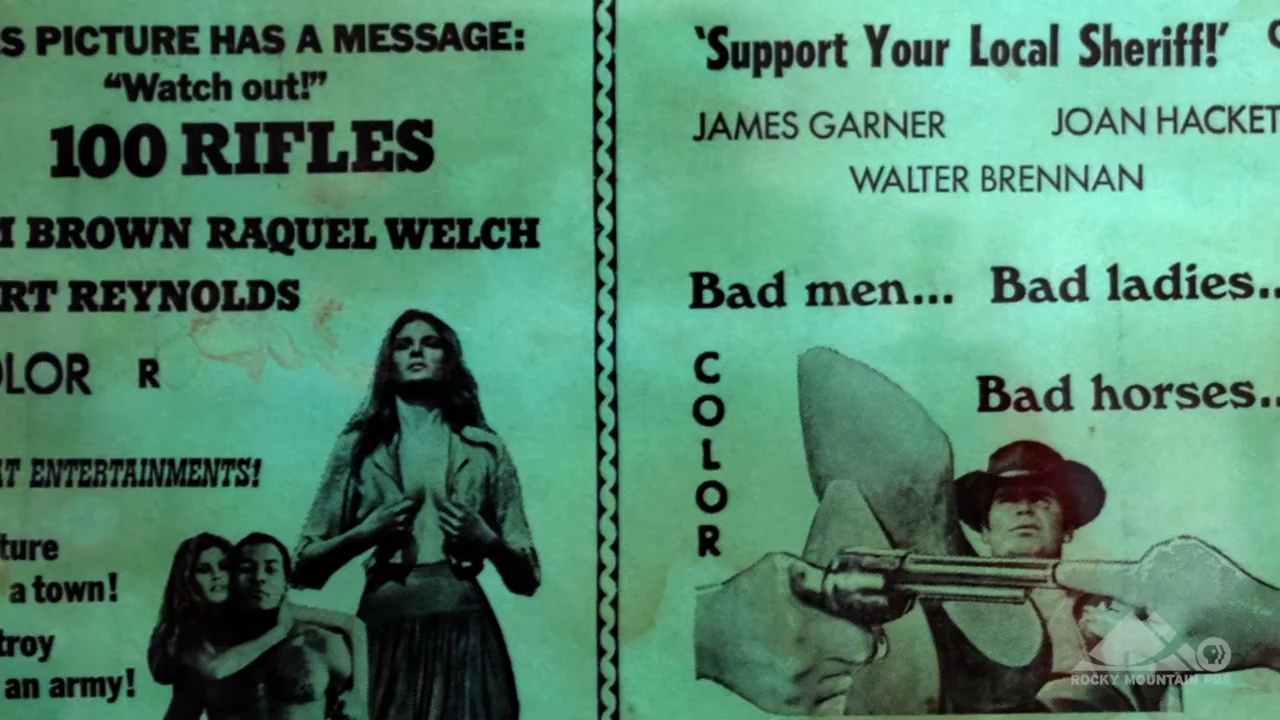 S PICTURE HAS A MESSAGE:
“Watch out!”
100 RIFLES
M BROWN RAQUEL WELCH
RT REYNOLDS
OLOR R
AT ENTERTAINMENTS!
ture
a town!
troy
an army!
‘Support Your Local Sheriff!’
JAMES GARNER JOAN HACKET
WALTER BRENNAN
Bad men... Bad ladies..
COLOR
Bad horses..
ROCKY MOUNTAIN PBS